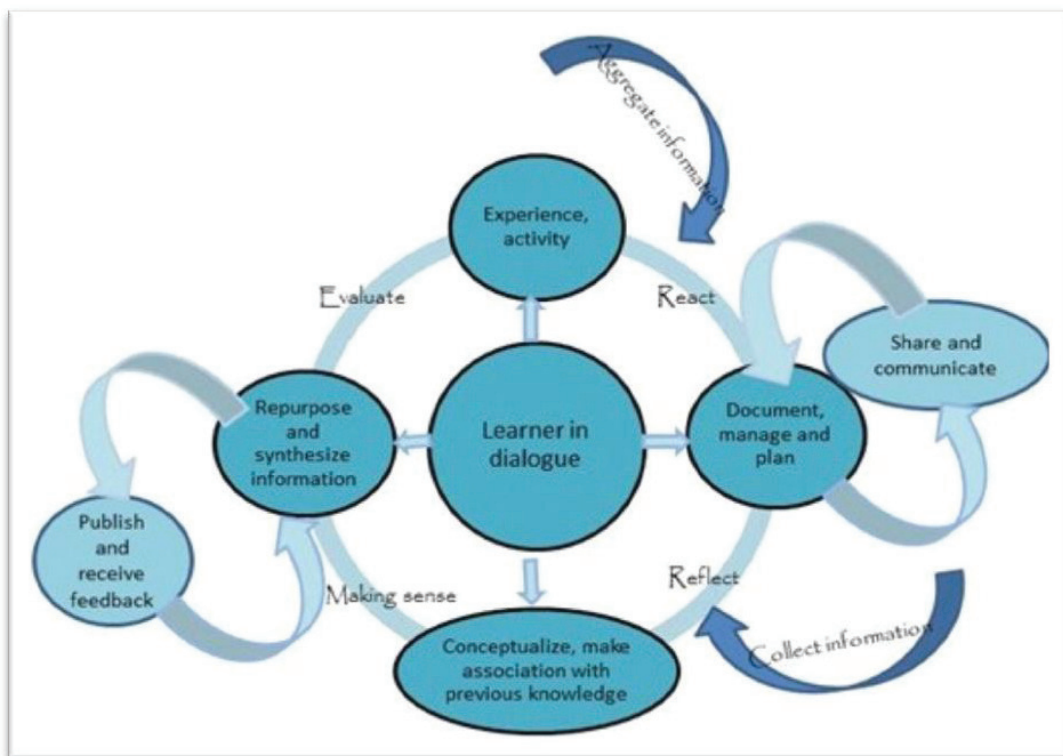 Aggregate information
Experience,
activity
Evaluate
React
Share and
communicate
Repurpose
and
synthesize
information
Learner in
dialogue
Document,
manage and
plan
Publish
and
receive
feedback
Making sense
Reflect
Collect information
Conceptualize, make
association with
previous knowledge